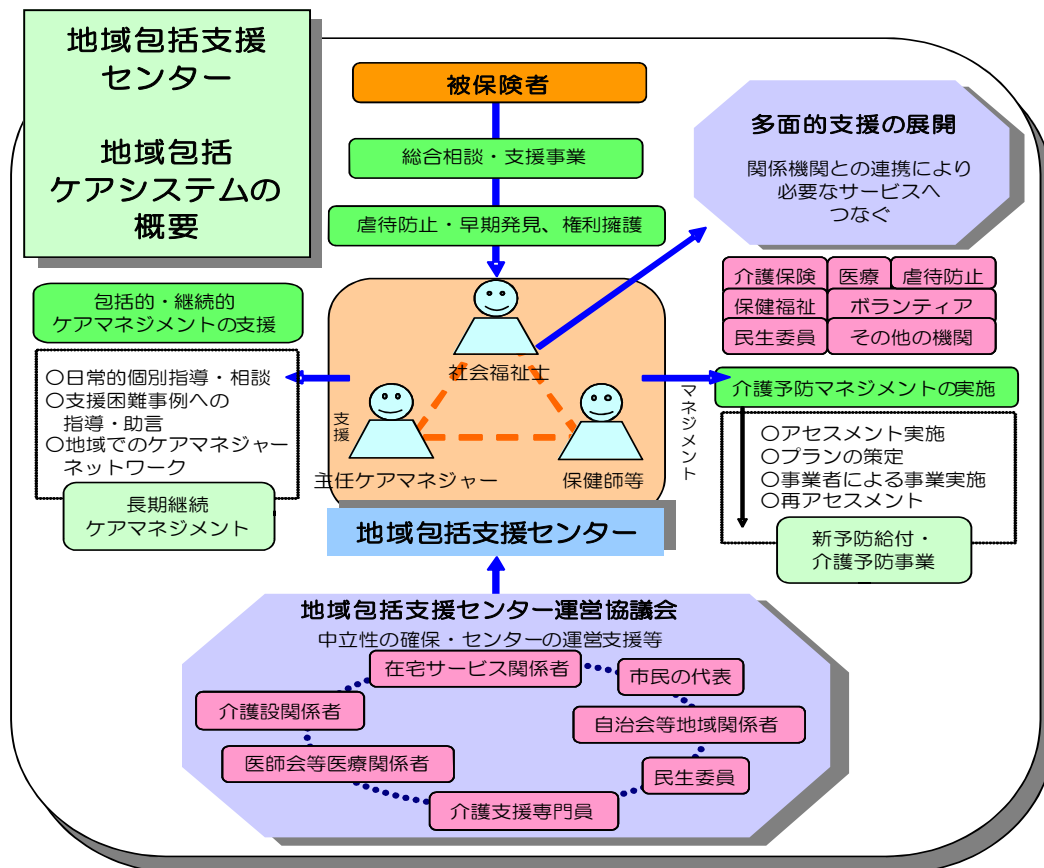 地域包括支援
センター
地域包括
ケアシステムの
概要
被保険者
総合相談・支援事業
虐待防止・早期発見、権利擁護
多面的支援の展開
関係機関との連携により
必要なサービスへ
つなぐ
介護保険
医療
虐待防止
保健福祉
ボランティア
民生委員
その他の機関
包括的・継続的
ケアマネジメントの支援
○日常的個別指導・相談
○支援困難事例への
指導・助言
○地域でのケアマネジャー
ネットワーク
長期継続
ケアマネジメント
支援
社会福祉士
主任ケアマネジャー
保健師等
マネジメント
地域包括支援センター
介護予防マネジメントの実施
○アセスメント実施
○プランの策定
○事業者による事業実施
○再アセスメント
新予防給付・
介護予防事業
地域包括支援センター運営協議会
中立性の確保・センターの運営支援等
在宅サービス関係者
市民の代表
介護設関係者
自治会等地域関係者
医師会等医療関係者
民生委員
介護支援専門員